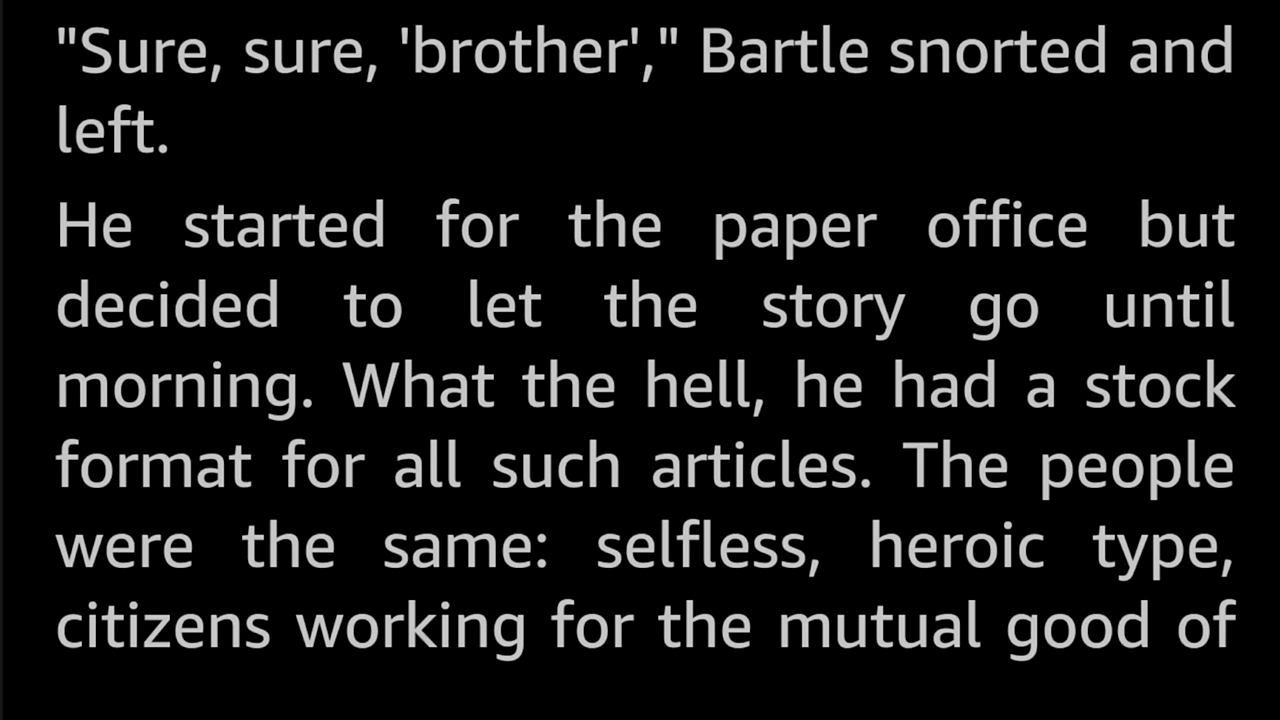 "Sure, sure, 'brother'," Bartle snorted and
left.
He started for the paper office but
decided to let the story go until
morning. What the hell, he had a stock
format for all such articles. The people
were the same: selfless, heroic type,
citizens working for the mutual good of